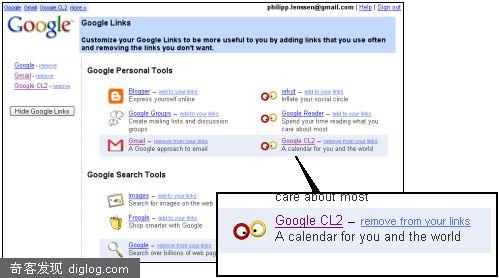 Google Gmail Google CL2 more »
philipp.lenssen@gmail.com | Help | Sign out
Google
Google Links
Customize your Google Links to be more useful to you by adding links that you use often
and removing the links you don't want.
Google - remove
Gmail - remove
Google CL2 - remove
Hide Google Links
Google Personal Tools
Blogger – add to your links
Express yourself online
orkut – add to your links
Inflate your social circle
Google Groups – add to your links
Create mailing lists and discussion
groups
Google Reader – add to your links
Spend your time reading what you
care about most
Gmail – remove from your links
A Google approach to email
Google CL2 – remove from your links
A calendar for you and the world
Google Search Tools
Images – add to your links
Search for images on the web
Froogle – add to your links
Shop smarter with Google
Google – remove from your links
Search over billions of web pag
care about most
Google CL2 – remove from your links
A calendar for you and the world
奇客发现 diglog.com